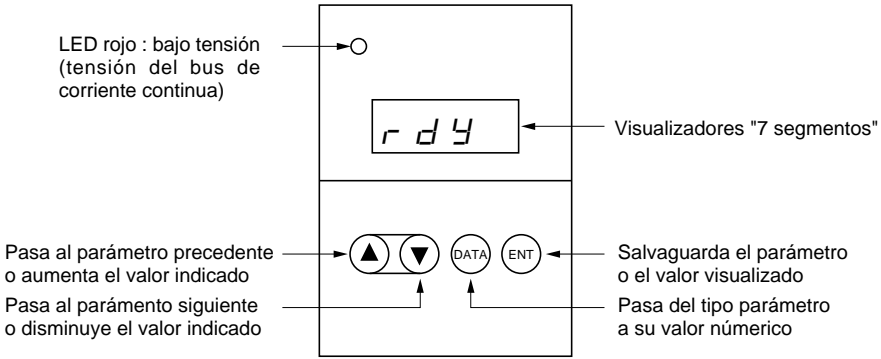 LED rojo : bajo tensión
(tensión del bus de
corriente continua)
rdY
Visualizadores "7 segmentos"
DATA
ENT
Pasa al parámetro precedente
o aumenta el valor indicado
Pasa al parámento siguiente
o disminuye el valor indicado
Salvaguarda el parámetro
o el valor visualizado
Pasa del tipo parámetro
a su valor númerico